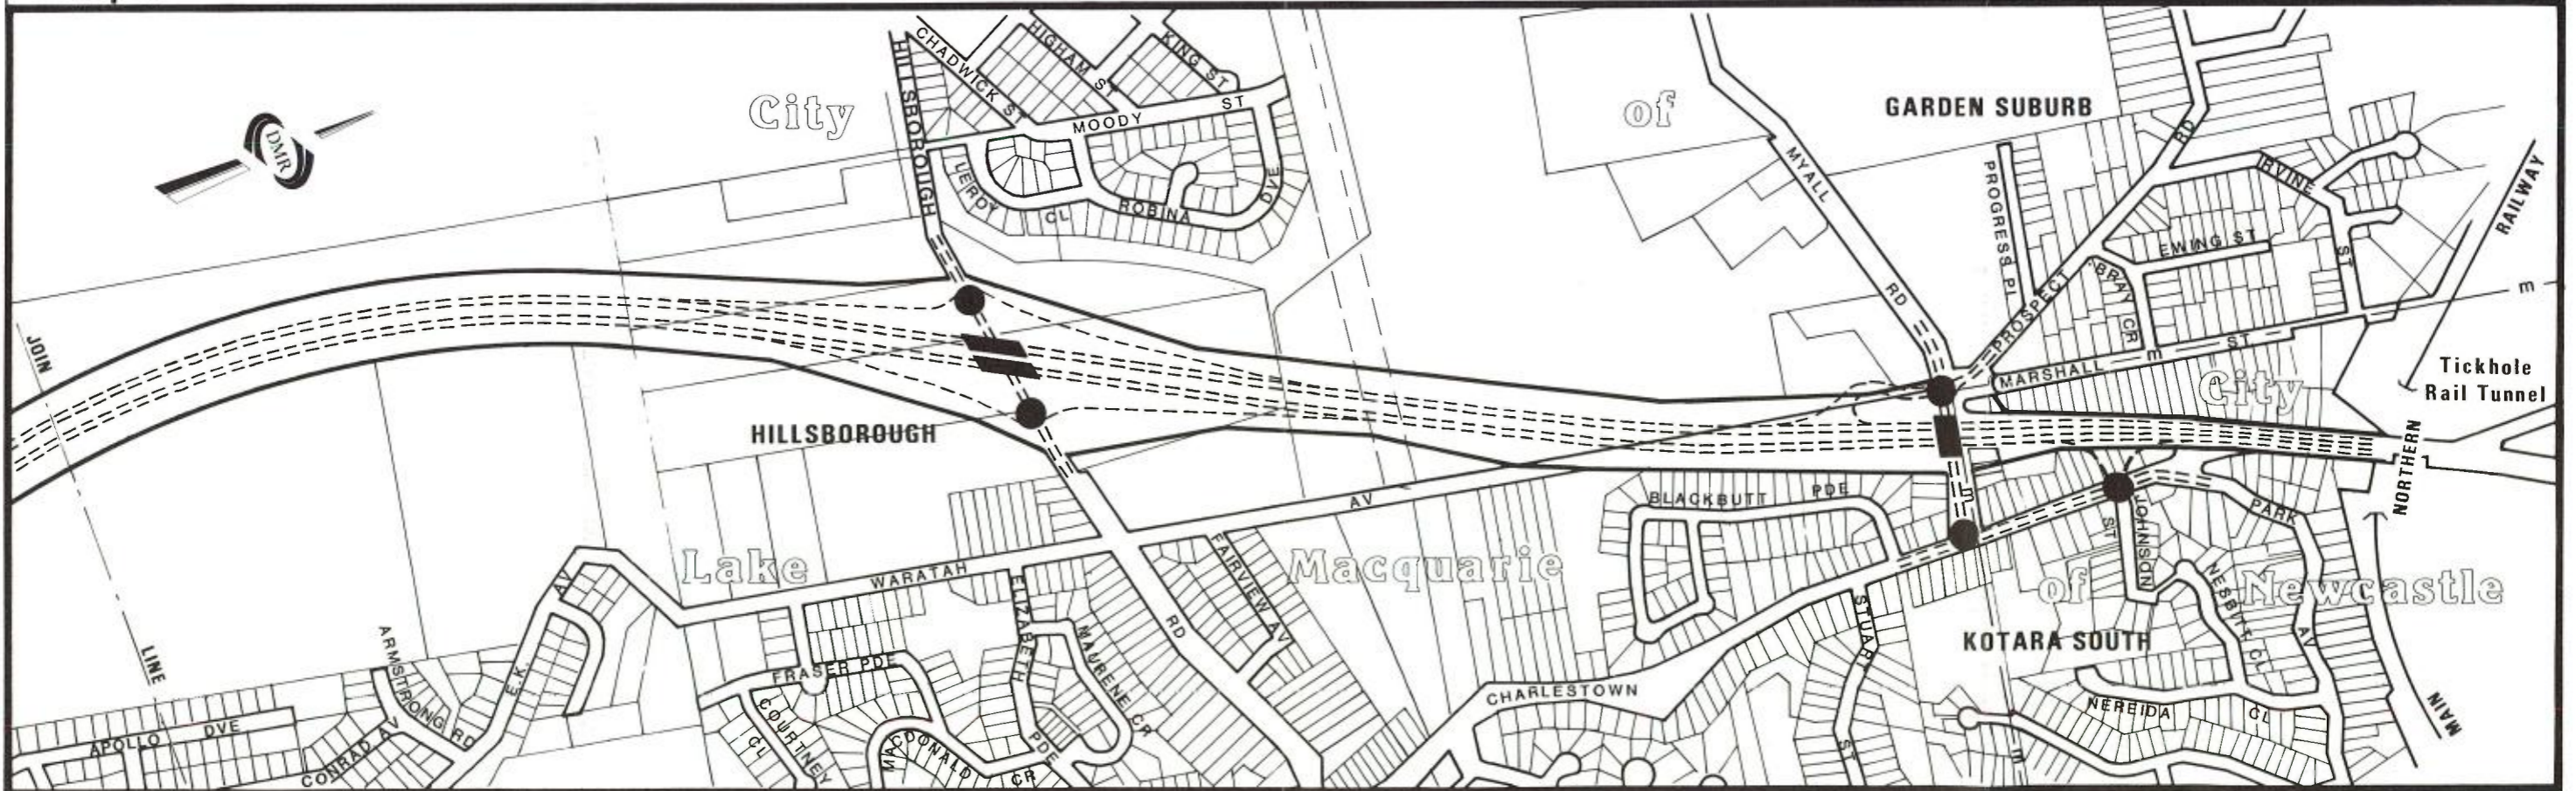 HILLSBOROUGH
CHADWICK ST
HIGHAM ST
KING ST
MOODY ST
LEROY CL
ROBINA DVE
DMR
City of
GARDEN SUBURB
MYALL RD
PROGRESS PL
PROSPECT RD
IRVINE ST
EWING ST
BRAY CR
MARSHALL ST
m
m
RAILWAY
Tickhole
Rail Tunnel
City
JOIN
LINE
HILLSBOROUGH
AV
BLACKBUTT PDE
m
JOHNSON ST
PARK AV
NORTHERN
Lake Macquarie
of Newcastle
WARATAH
ELIZABETH PDE
MAURENE CR
RD
FAIRVIEW AV
STUART ST
KOTARA SOUTH
NESBITT CL
NEREIDA CL
m
MAIN
CHARLESTOWN
AV
E.K.
ARMSTRONG RD
APOLLO DVE
CONRAD AV
FRASER PDE
COURTNEY CL
MACDONALD CR